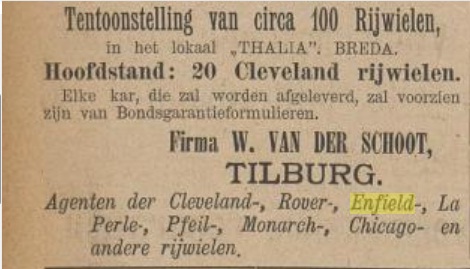 Tentoonstelling van circa 100 Rijwielen,
in het lokaal „THALIA”. BREDA.
Hoofdstand: 20 Cleveland rijwielen.
Elke kar, die zal worden afgeleverd, zal voorzien
zijn van Bondsgarantieformulieren.
Firma W. VAN DER SCHOOT,
TILBURG.
Agenten der Cleveland-, Rover-, Enfield-, La
Perle-, Pfeil-, Monarch-, Chicago- en
andere rijwielen.